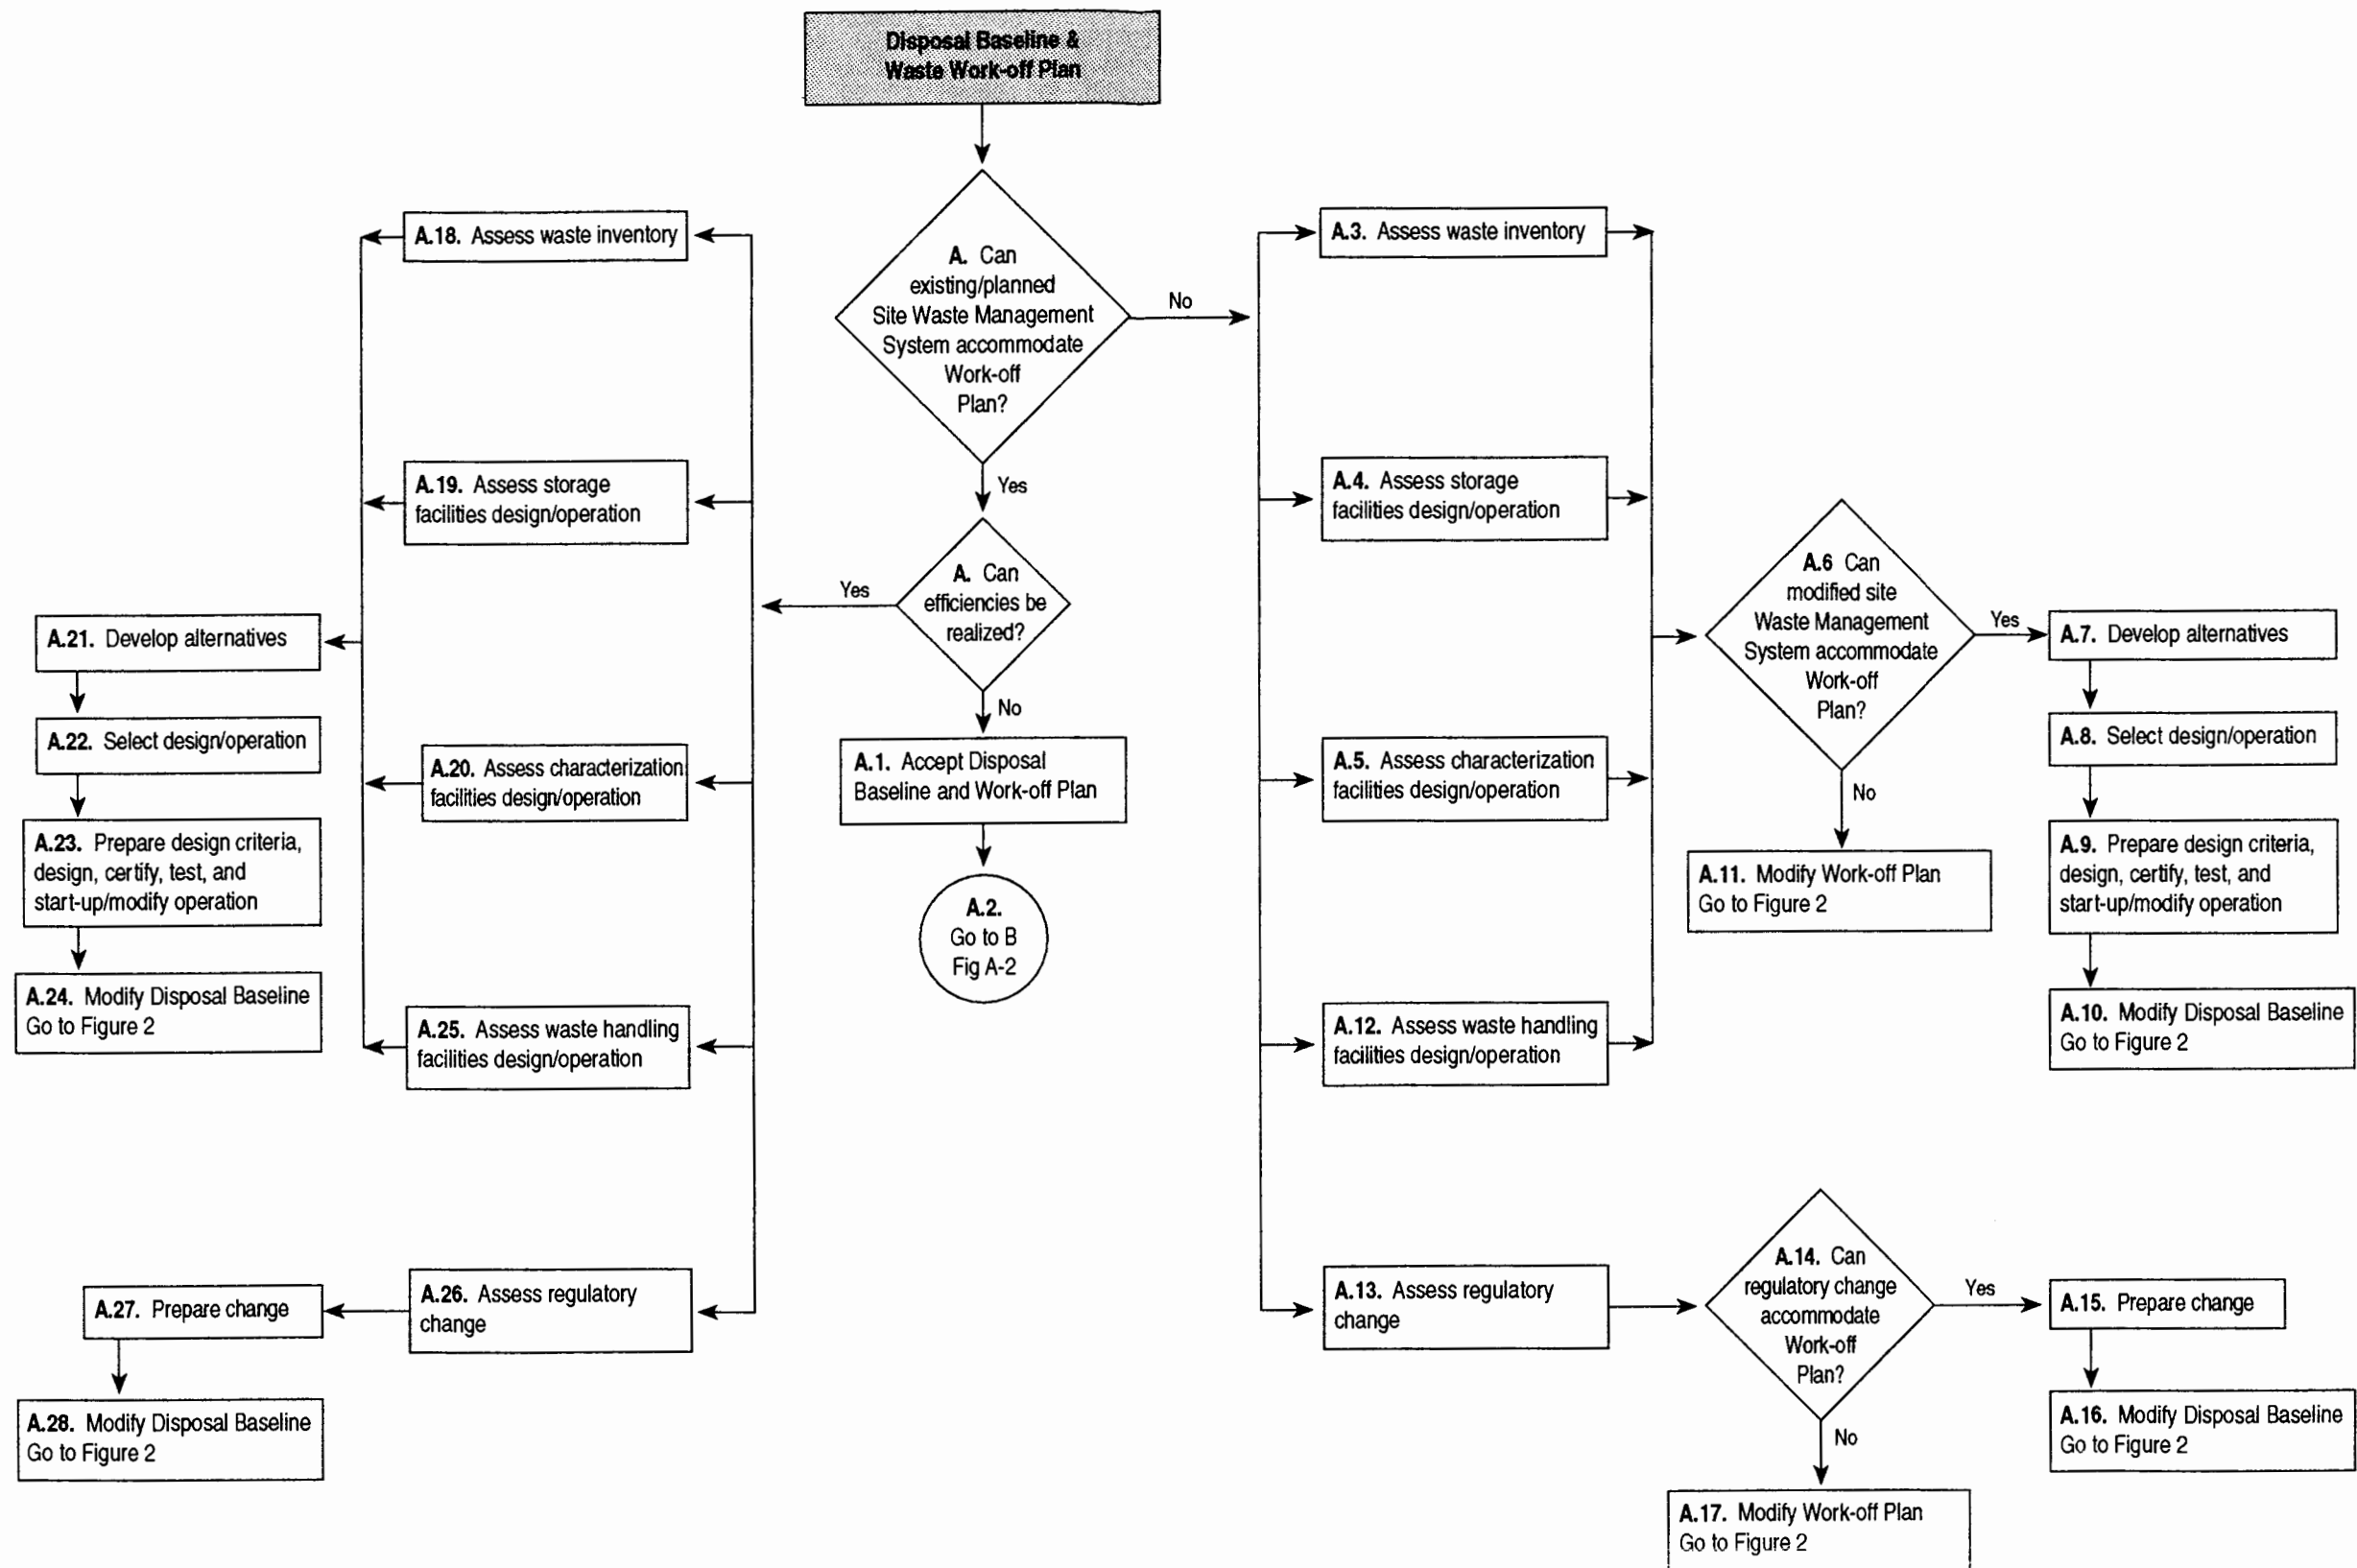 Disposal Baseline &
Waste Work-off Plan
A. Can
existing/planned
Site Waste Management
System accommodate
Work-off
Plan?
No
Yes
A. Can
efficiencies be
realized?
Yes
No
A.1. Accept Disposal
Baseline and Work-off Plan
A.2.
Go to B
Fig A-2
A.18. Assess waste inventory
A.19. Assess storage
facilities design/operation
A.20. Assess characterization
facilities design/operation
A.25. Assess waste handling
facilities design/operation
A.21. Develop alternatives
A.22. Select design/operation
A.23. Prepare design criteria,
design, certify, test, and
start-up/modify operation
A.24. Modify Disposal Baseline
Go to Figure 2
A.26. Assess regulatory
change
A.27. Prepare change
A.28. Modify Disposal Baseline
Go to Figure 2
A.3. Assess waste inventory
A.4. Assess storage
facilities design/operation
A.5. Assess characterization
facilities design/operation
A.12. Assess waste handling
facilities design/operation
A.6 Can
modified site
Waste Management
System accommodate
Work-off
Plan?
Yes
No
A.7. Develop alternatives
A.8. Select design/operation
A.9. Prepare design criteria,
design, certify, test, and
start-up/modify operation
A.10. Modify Disposal Baseline
Go to Figure 2
A.11. Modify Work-off Plan
Go to Figure 2
A.13. Assess regulatory
change
A.14. Can
regulatory change
accommodate
Work-off
Plan?
Yes
No
A.15. Prepare change
A.16. Modify Disposal Baseline
Go to Figure 2
A.17. Modify Work-off Plan
Go to Figure 2